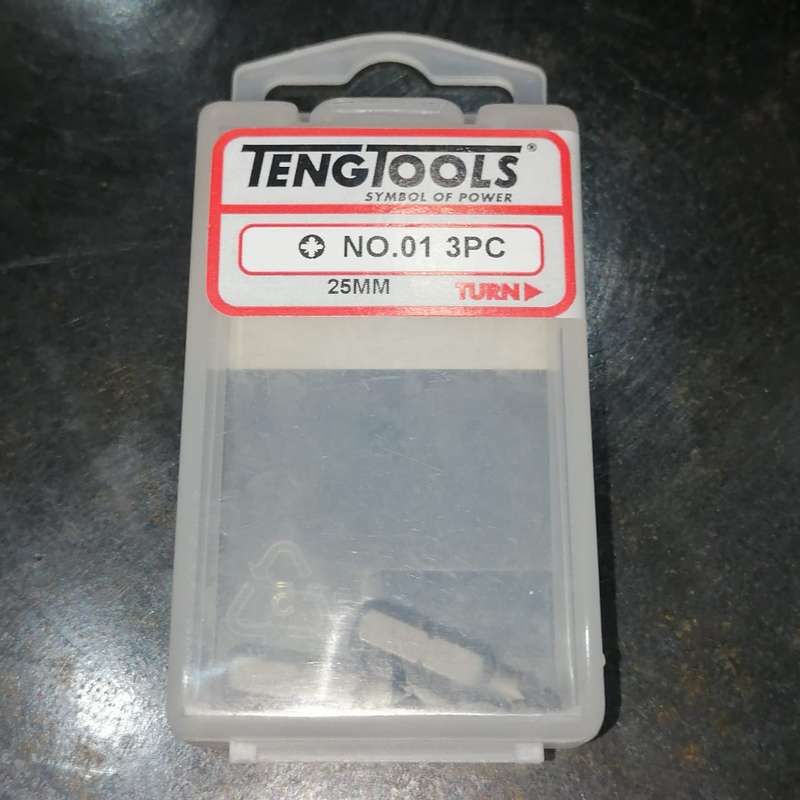 TENGTOOLS®
SYMBOL OF POWER
NO.01 3PC
25MM TURN